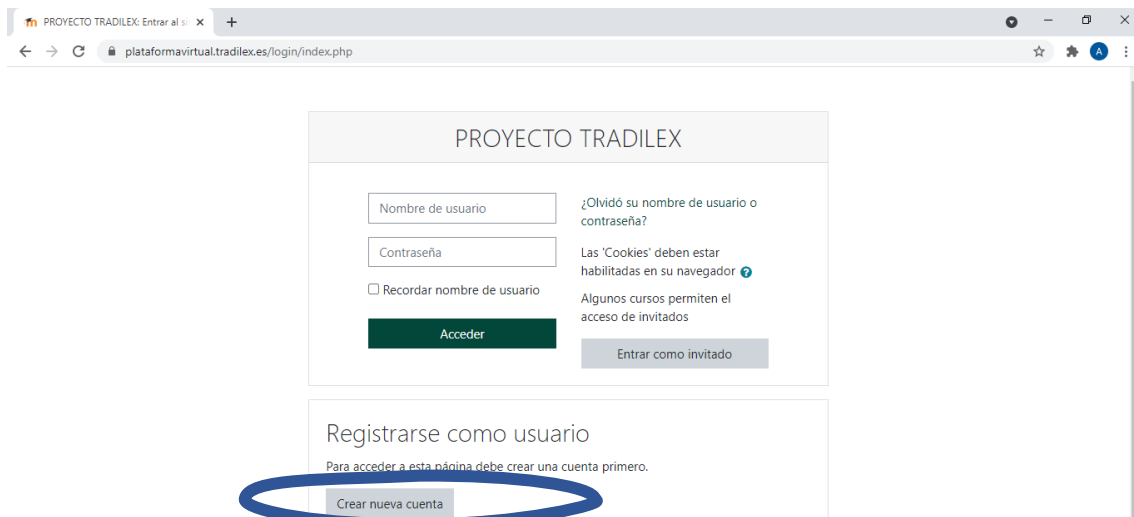 PROYECTO TRADILEX: Entrar al si
plataformavirtual.tradilex.es/login/index.php
A
PROYECTO TRADILEX
Nombre de usuario
Contraseña
Recordar nombre de usuario
Acceder
¿Olvidó su nombre de usuario o
contraseña?
Las 'Cookies' deben estar
habilitadas en su navegador
Algunos cursos permiten el
acceso de invitados
Entrar como invitado
Registrarse como usuario
Para acceder a esta página debe crear una cuenta primero.
Crear nueva cuenta